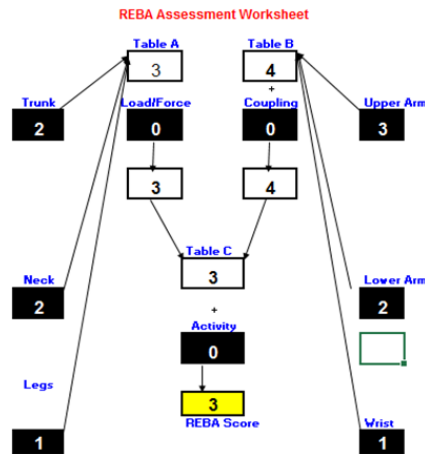 REBA Assessment Worksheet
Table A Table B
3 4
+
Trunk Load/Force Coupling Upper Arm
2 0 0 3
3 4
Table C
3
Neck Lower Arm
2 2
+
Activity
0
Legs
3
REBA Score Wrist
1 1